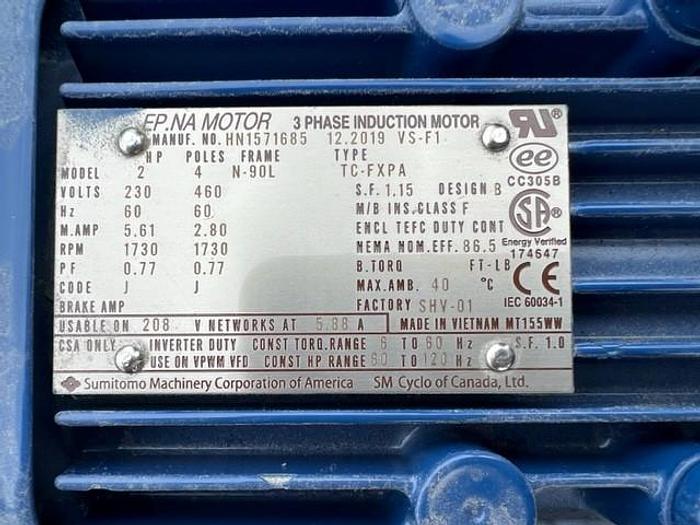 EP.NA MOTOR 3 PHASE INDUCTION MOTOR
MANUF. NO. HN1571685 12.2019 VS-F1
HP POLES FRAME TYPE
MODEL 2 4 N-90L TC-FXPA
VOLTS 230 460 S.F. 1.15 DESIGN B
Hz 60 60 M/B INS.CLASS F
M.AMP 5.61 2.80 ENCL TEFC DUTY CONT
RPM 1730 1730 NEMA NOM.EFF. 86.5
PF 0.77 0.77 B.TORQ FT-LB
CODE J J MAX.AMB. 40 °C
BRAKE AMP FACTORY SHV-01
USABLE ON 208 V NETWORKS AT 5.88 A MADE IN VIETNAM MT155WW
CSA ONLY INVERTER DUTY CONST TORQ.RANGE 6 TO 60 Hz S.F. 1.0
USE ON VPWM VFD CONST HP RANGE 60 TO 120 Hz
Sumitomo Machinery Corporation of America SM Cyclo of Canada, Ltd.
RU
ee
CC305B
SA
Energy Verified
174647
CE
IEC 60034-1